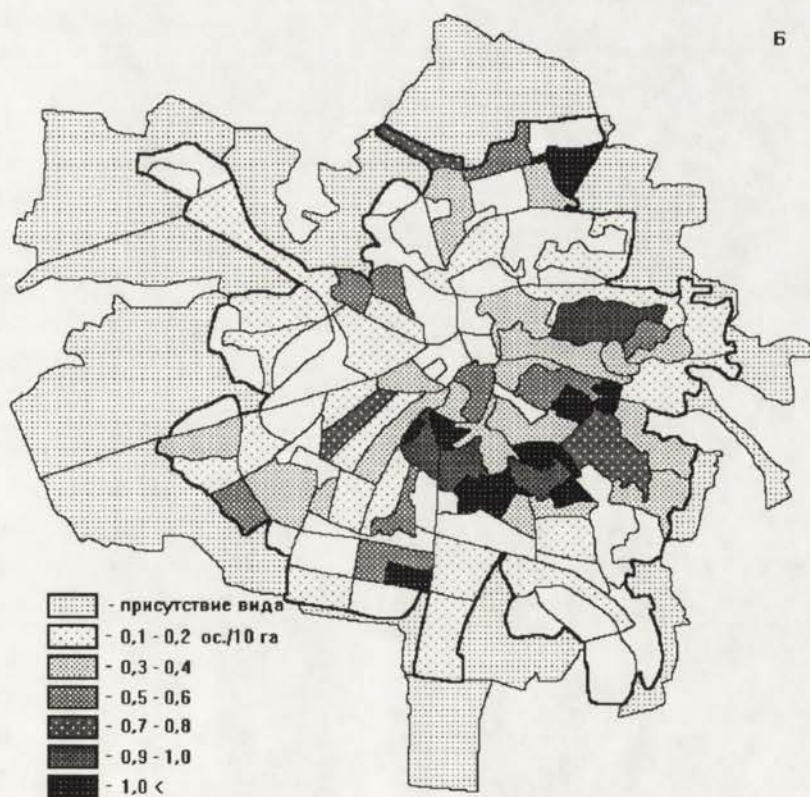 Б
- присутствие вида
- 0,1 - 0,2 ос./10 га
- 0,3 - 0,4
- 0,5 - 0,6
- 0,7 - 0,8
- 0,9 - 1,0
- 1,0 <